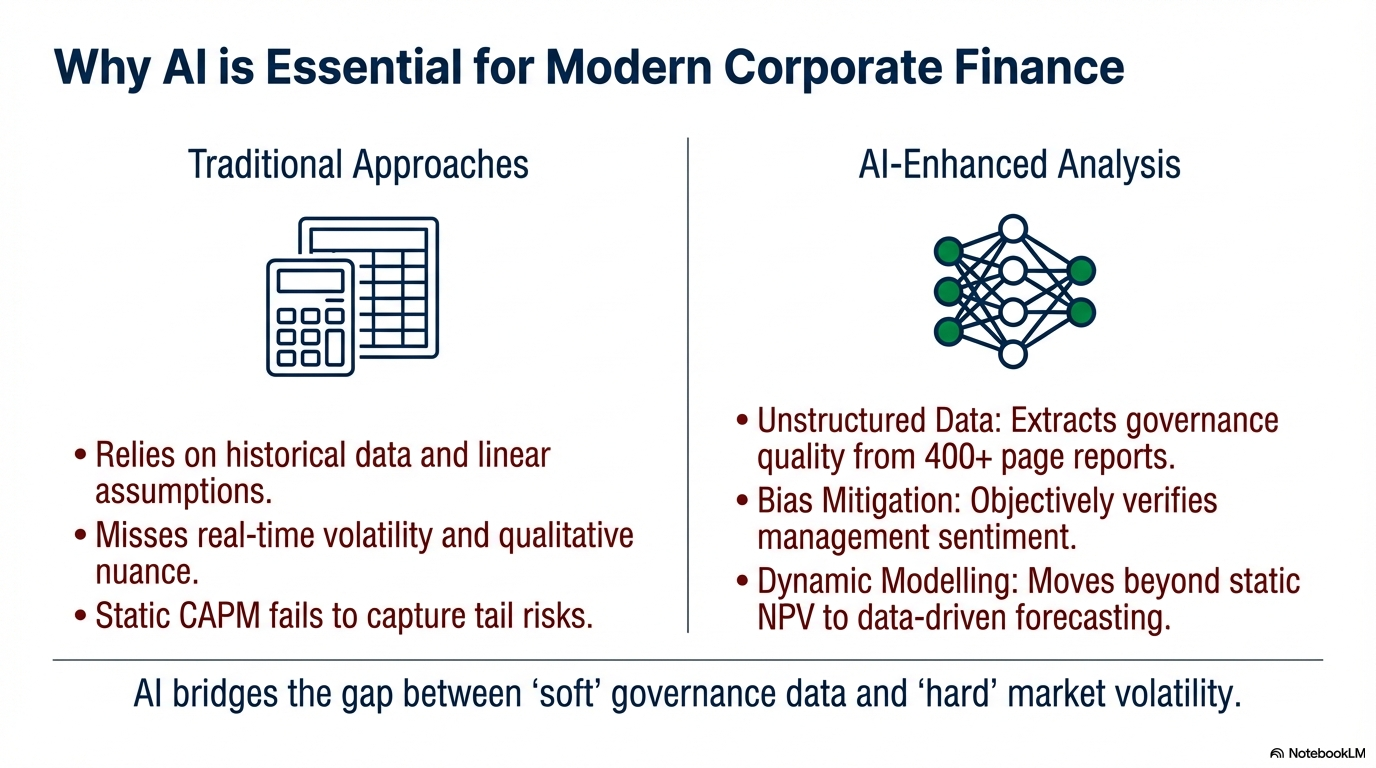 Why AI is Essential for Modern Corporate Finance
Traditional Approaches
• Relies on historical data and linear
assumptions.
• Misses real-time volatility and qualitative
nuance.
• Static CAPM fails to capture tail risks.
AI-Enhanced Analysis
• Unstructured Data: Extracts governance
quality from 400+ page reports.
• Bias Mitigation: Objectively verifies
management sentiment.
• Dynamic Modelling: Moves beyond static
NPV to data-driven forecasting.
AI bridges the gap between ‘soft’ governance data and ‘hard’ market volatility.
NotebookLM